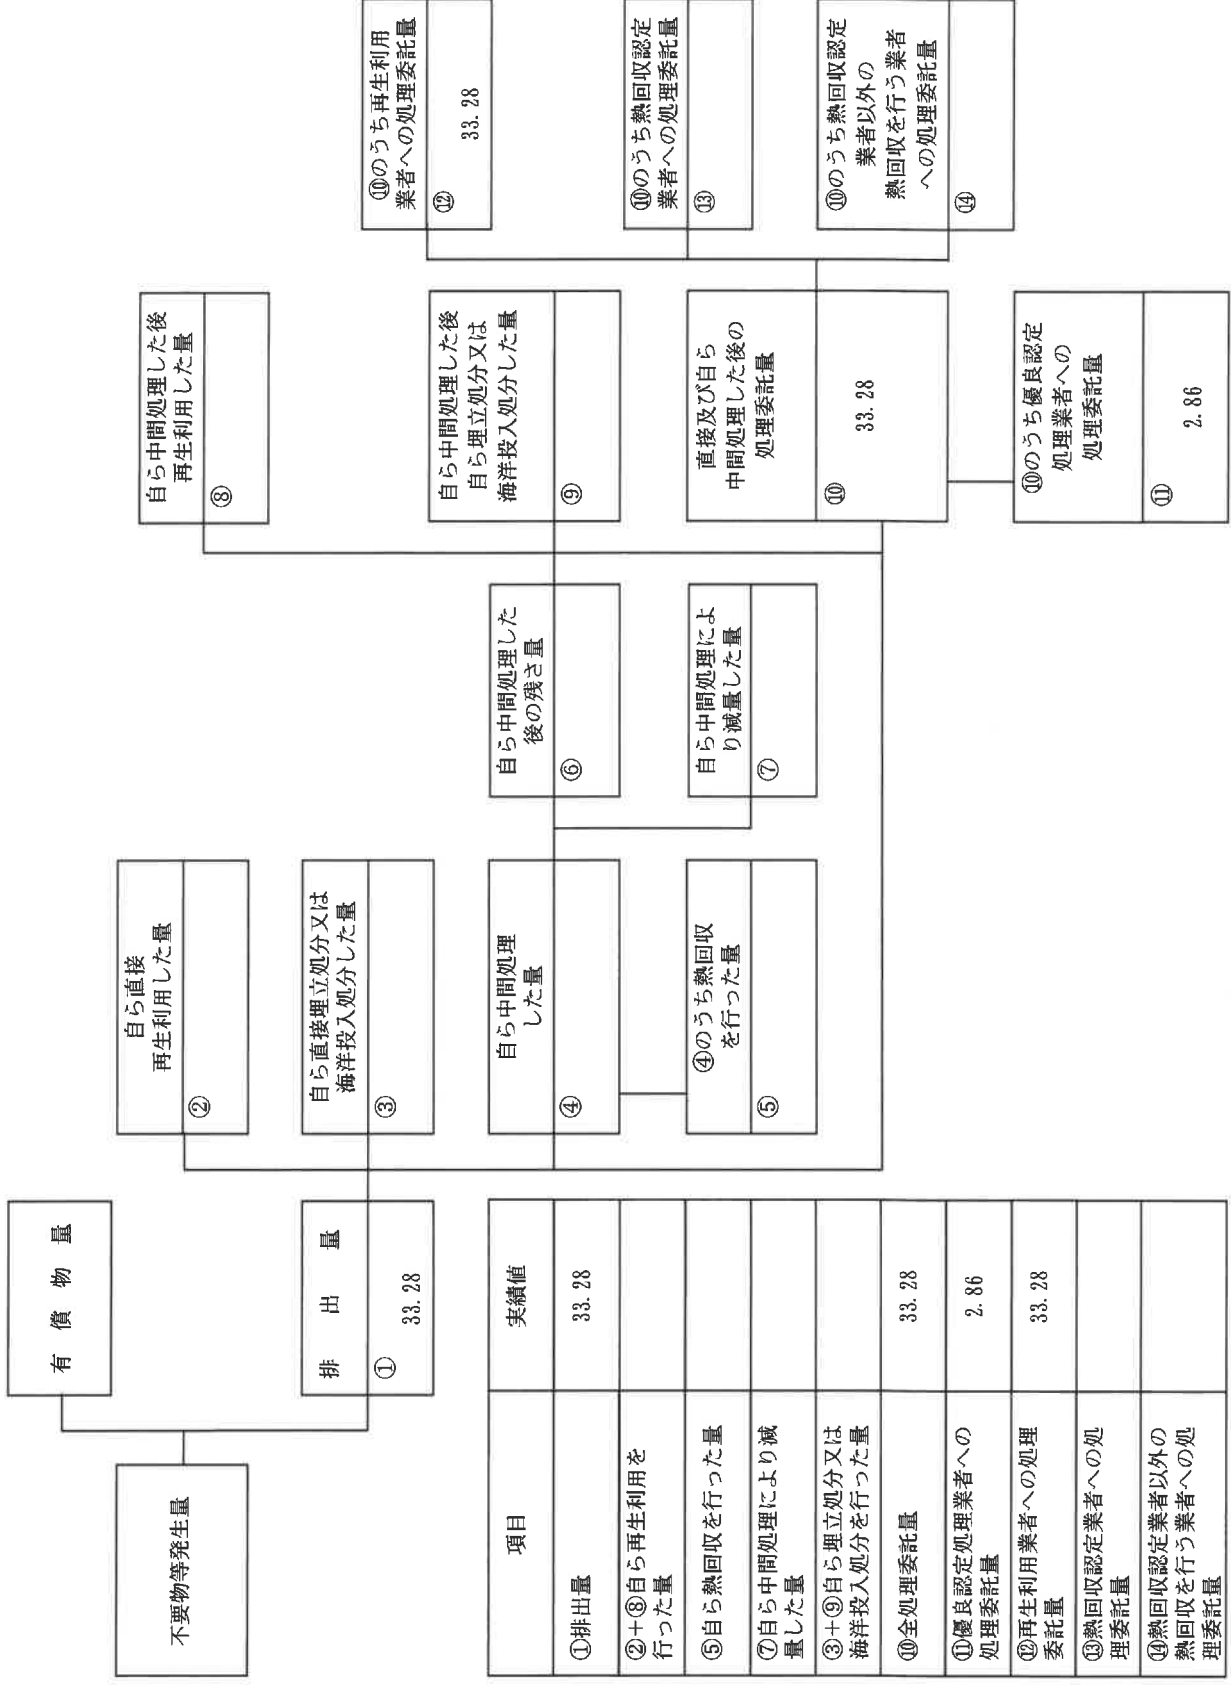 不要物等発生量
有 償 物 量
排 出 量
①
33.28
自ら直接
再生利用した量
②
自ら直接埋立処分又は
海洋投入処分した量
③
自ら中間処理
した量
④
④のうち熱回収
を行った量
⑤
自ら中間処理した
後の残さ量
⑥
自ら中間処理によ
り減量した量
⑦
自ら中間処理した後
再生利用した量
⑧
自ら中間処理した後
自ら埋立処分又は
海洋投入処分した量
⑨
直接及び自ら
中間処理した後の
処理委託量
⑩
33.28
⑩のうち優良認定
処理業者への
処理委託量
⑪
2.86
⑩のうち再生利用
業者への処理委託量
⑫
33.28
⑩のうち熱回収認定
業者への処理委託量
⑬
⑩のうち熱回収認定
業者以外の
熱回収を行う業者
への処理委託量
⑭
項目 実績値
①排出量 33.28
②+⑧自ら再生利用を
行った量
⑤自ら熱回収を行った量
⑦自ら中間処理により減
量した量
③+⑨自ら埋立処分又は
海洋投入処分を行った量
⑩全処理委託量 33.28
⑪優良認定処理業者への
処理委託量 2.86
⑫再生利用業者への処理
委託量 33.28
⑬熱回収認定業者への処
理委託量
⑭熱回収認定業者以外の
熱回収を行う業者への処
理委託量